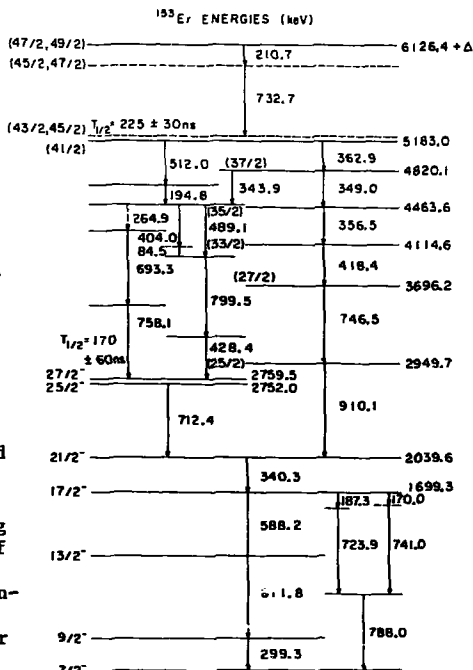 153Er ENERGIES (keV)
(47/2, 49/2) 6126.4 + Δ
210.7
(45/2, 47/2)
732.7
(43/2, 45/2) T1/2= 225 ± 30ns
(41/2) 5183.0
512.0 (37/2) 362.9
4820.1
194.8 343.9 349.0
(35/2) 4463.6
264.9 489.1 356.5
404.0 (33/2) 4114.6
84.5
693.3 418.4
(27/2) 3696.2
799.5
758.1 746.5
T1/2= 170
± 60ns 428.4
(25/2) 2949.7
27/2- 2759.5
25/2- 2752.0
712.4 910.1
21/2- 2039.6
340.3
17/2- 1699.3
187.3 170.0
588.2
723.9 741.0
13/2-
11.8
788.0
9/2-
299.3
7/2-
d
g
f
n-
r